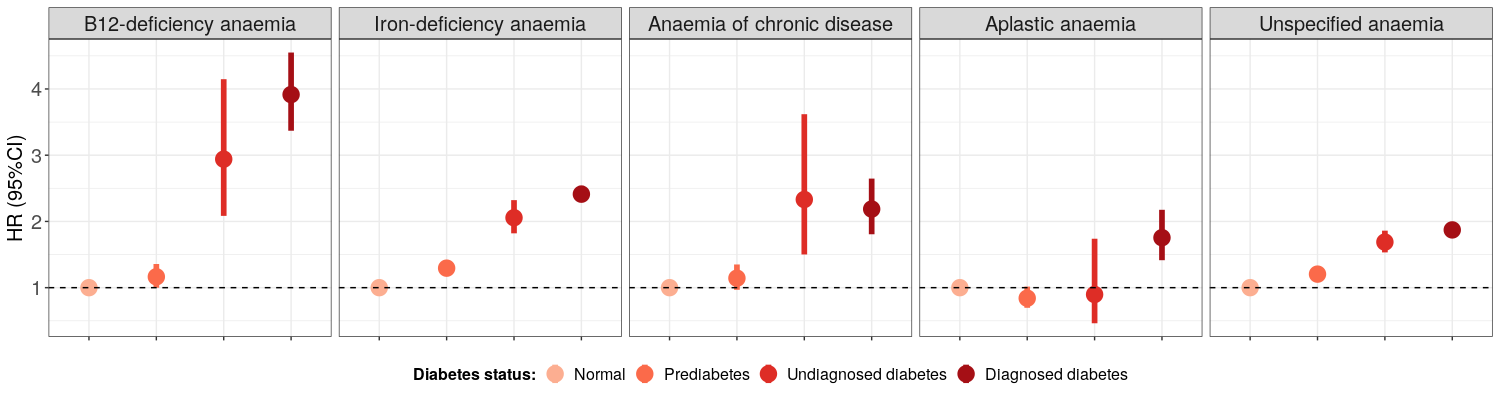 B12-deficiency anaemia
Iron-deficiency anaemia
Anaemia of chronic disease
Aplastic anaemia
Unspecified anaemia
HR (95%CI)
4
3
2
1
Diabetes status: Normal Prediabetes Undiagnosed diabetes Diagnosed diabetes